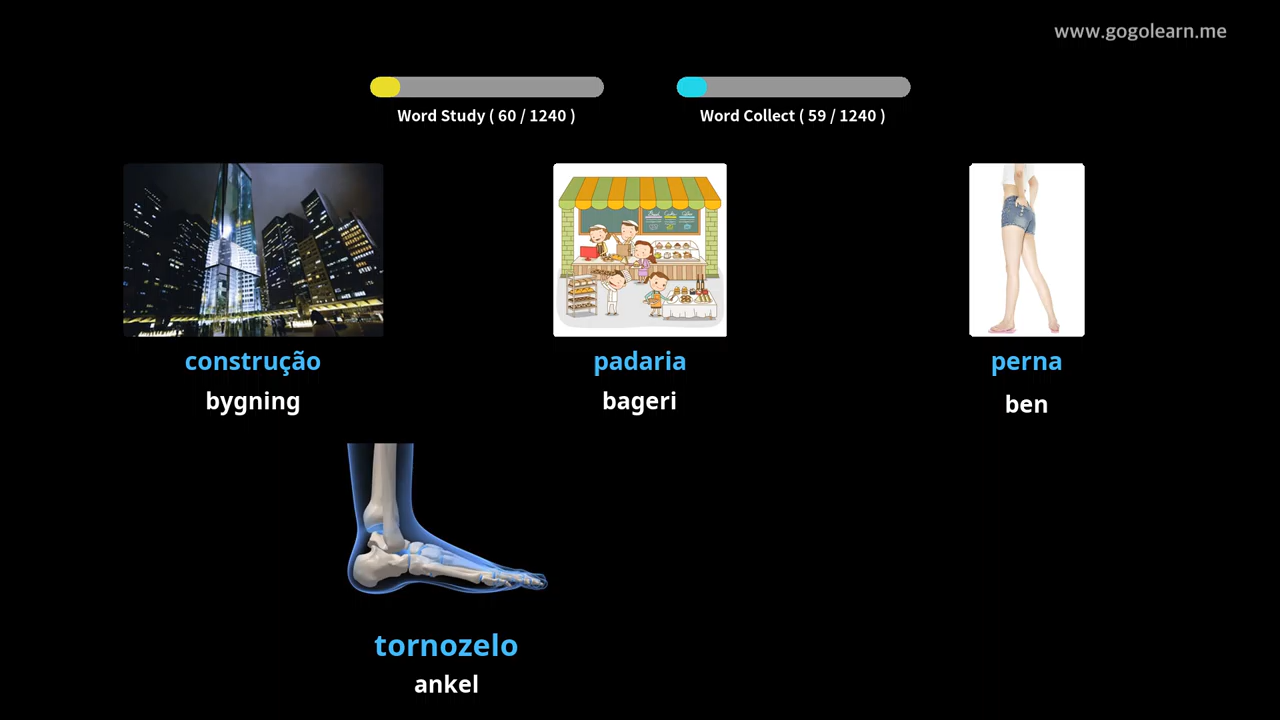 www.gogolearn.me
Word Study ( 60 / 1240 )
Word Collect ( 59 / 1240 )
construção
bygning
padaria
bageri
perna
ben
tornozelo
ankel